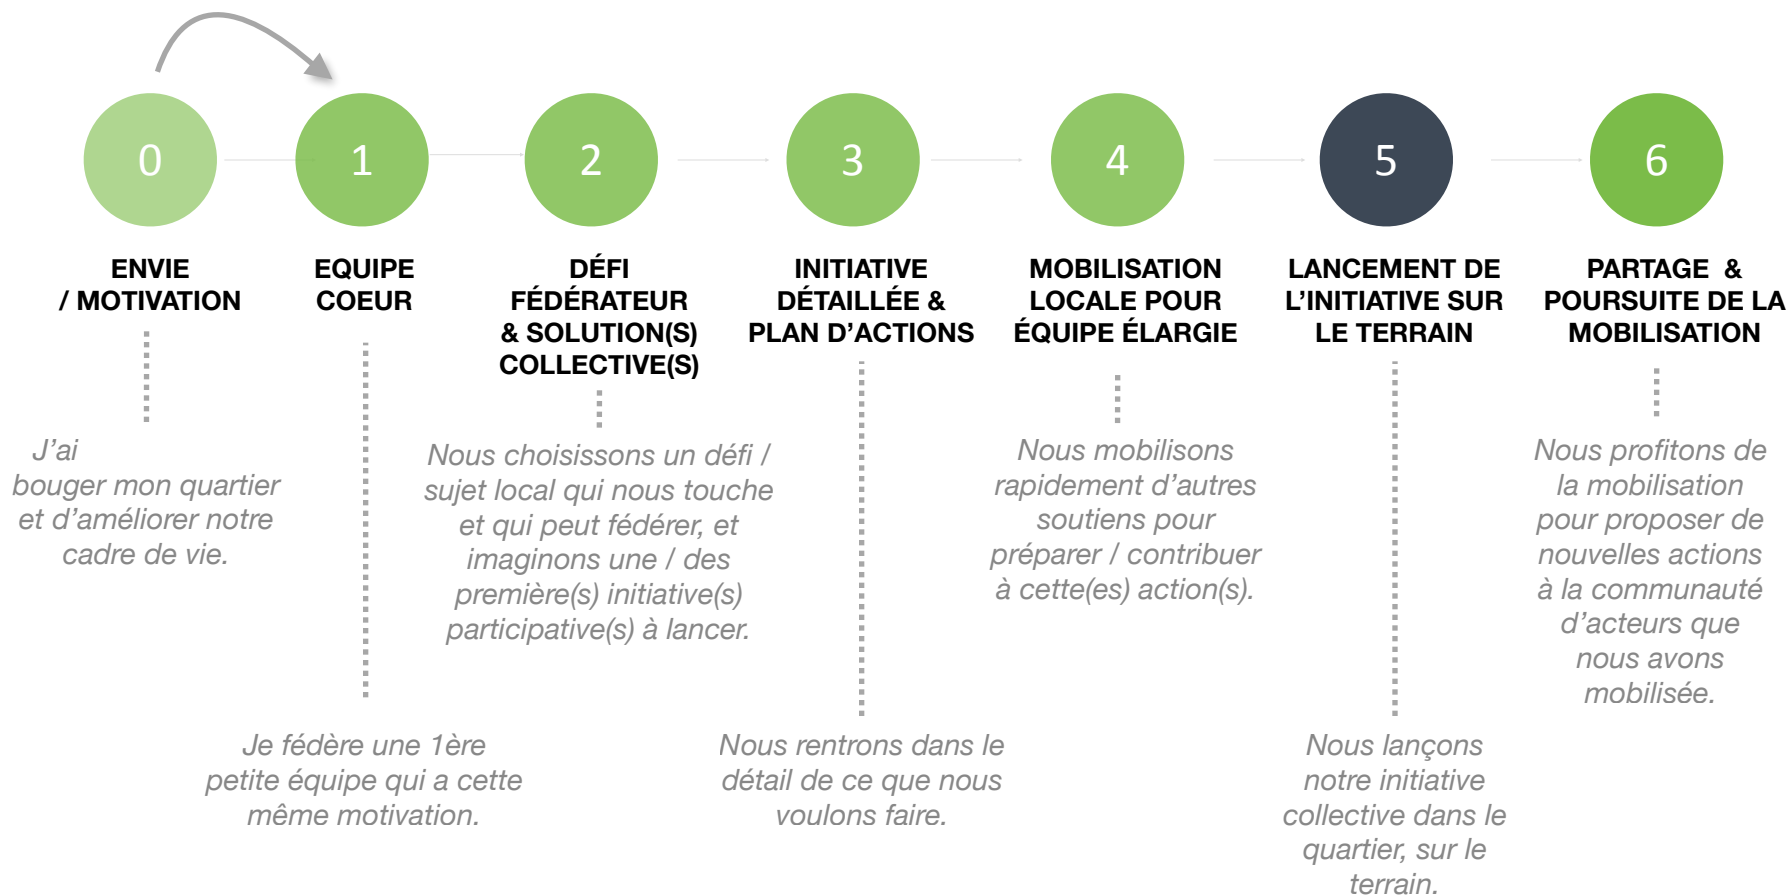 0
1
2
3
4
5
6
ENVIE
/ MOTIVATION
EQUIPE
COEUR
DÉFI
FÉDÉRATEUR
& SOLUTION(S)
COLLECTIVE(S)
INITIATIVE
DÉTAILLÉE &
PLAN D’ACTIONS
MOBILISATION
LOCALE POUR
ÉQUIPE ÉLARGIE
LANCEMENT DE
L’INITIATIVE SUR
LE TERRAIN
PARTAGE &
POURSUITE DE LA
MOBILISATION
J’ai
bouger mon quartier
et d’améliorer notre
cadre de vie.
Je fédère une 1ère
petite équipe qui a cette
même motivation.
Nous choisissons un défi /
sujet local qui nous touche
et qui peut fédérer, et
imaginons une / des
première(s) initiative(s)
participative(s) à lancer.
Nous rentrons dans le
détail de ce que nous
voulons faire.
Nous mobilisons
rapidement d’autres
soutiens pour
préparer / contribuer
à cette(es) action(s).
Nous lançons
notre initiative
collective dans le
quartier, sur le
terrain.
Nous profitons de
la mobilisation
pour proposer de
nouvelles actions
à la communauté
d’acteurs que
nous avons
mobilisée.